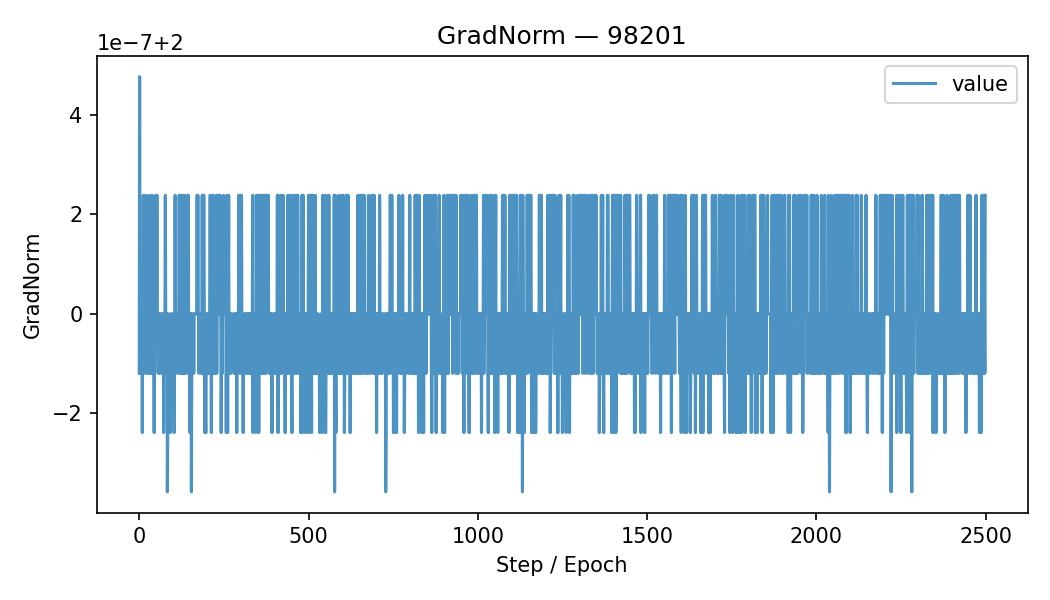 GradNorm — 98201
1e−7+2
value
4
2
0
−2
GradNorm
0
500
1000
1500
2000
2500
Step / Epoch